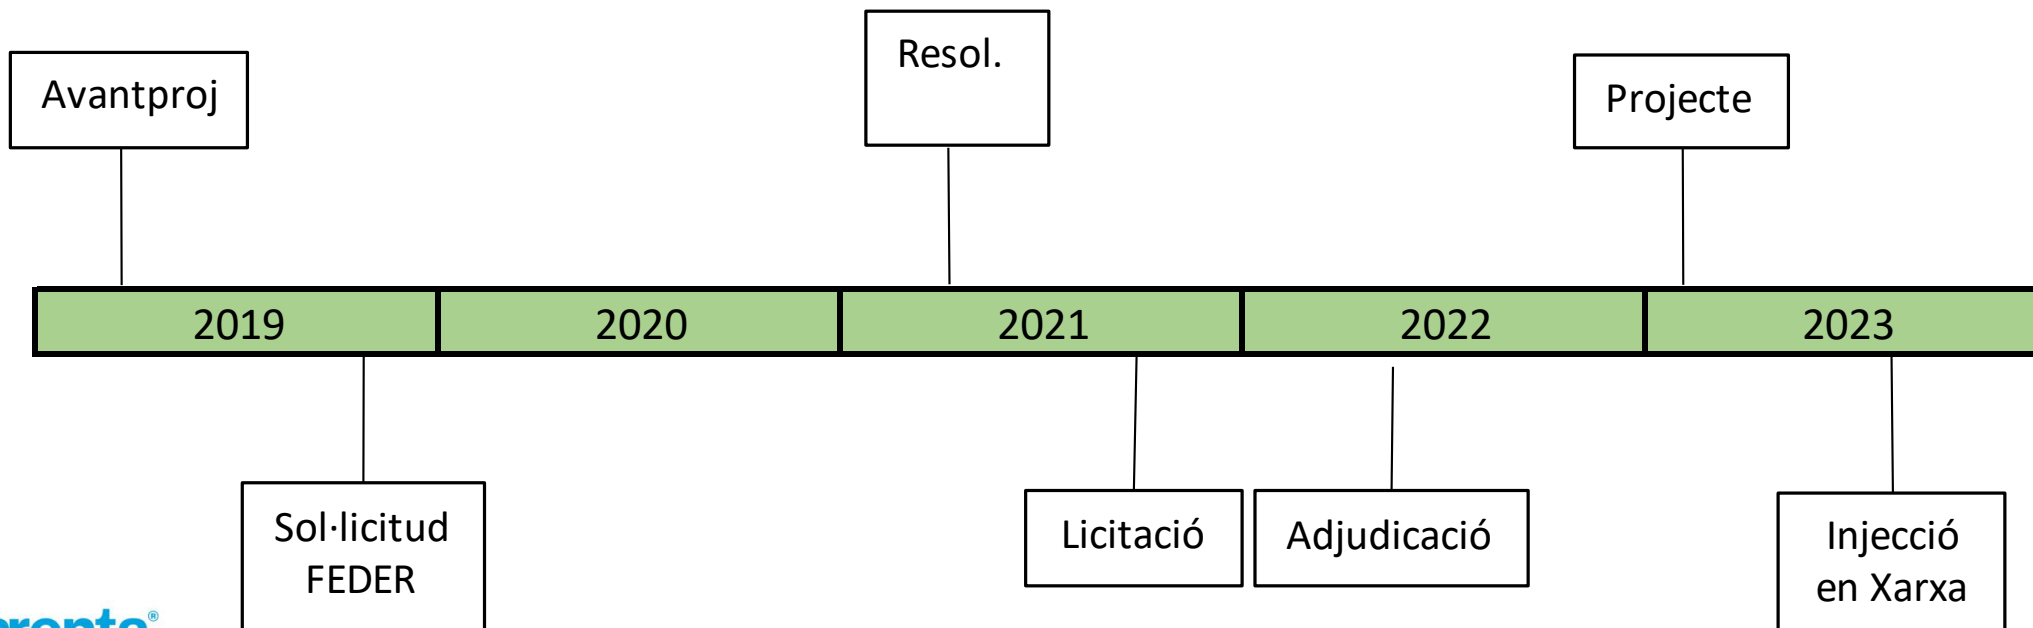 Avantproj
Resol.
Projecte
2019
2020
2021
2022
2023
Sol·licitud
FEDER
Licitació
Adjudicació
Injecció
en Xarxa